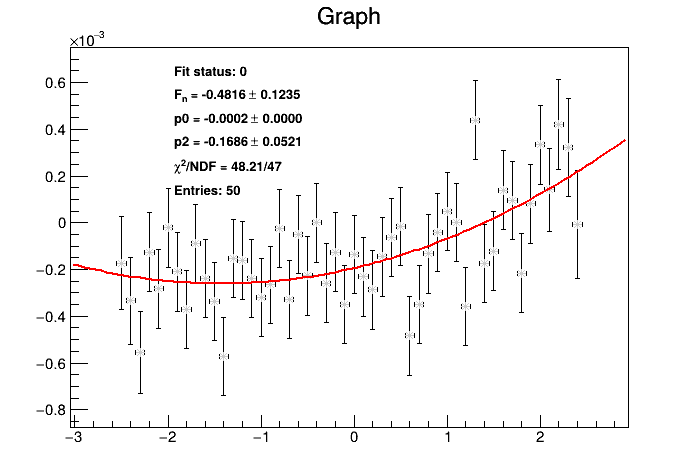 Graph
×10⁻³
Fit status: 0
Fₙ = -0.4816 ± 0.1235
p0 = -0.0002 ± 0.0000
p2 = -0.1686 ± 0.0521
χ²/NDF = 48.21/47
Entries: 50
0.6
0.4
0.2
0
−0.2
−0.4
−0.6
−0.8
−3 −2 −1 0 1 2